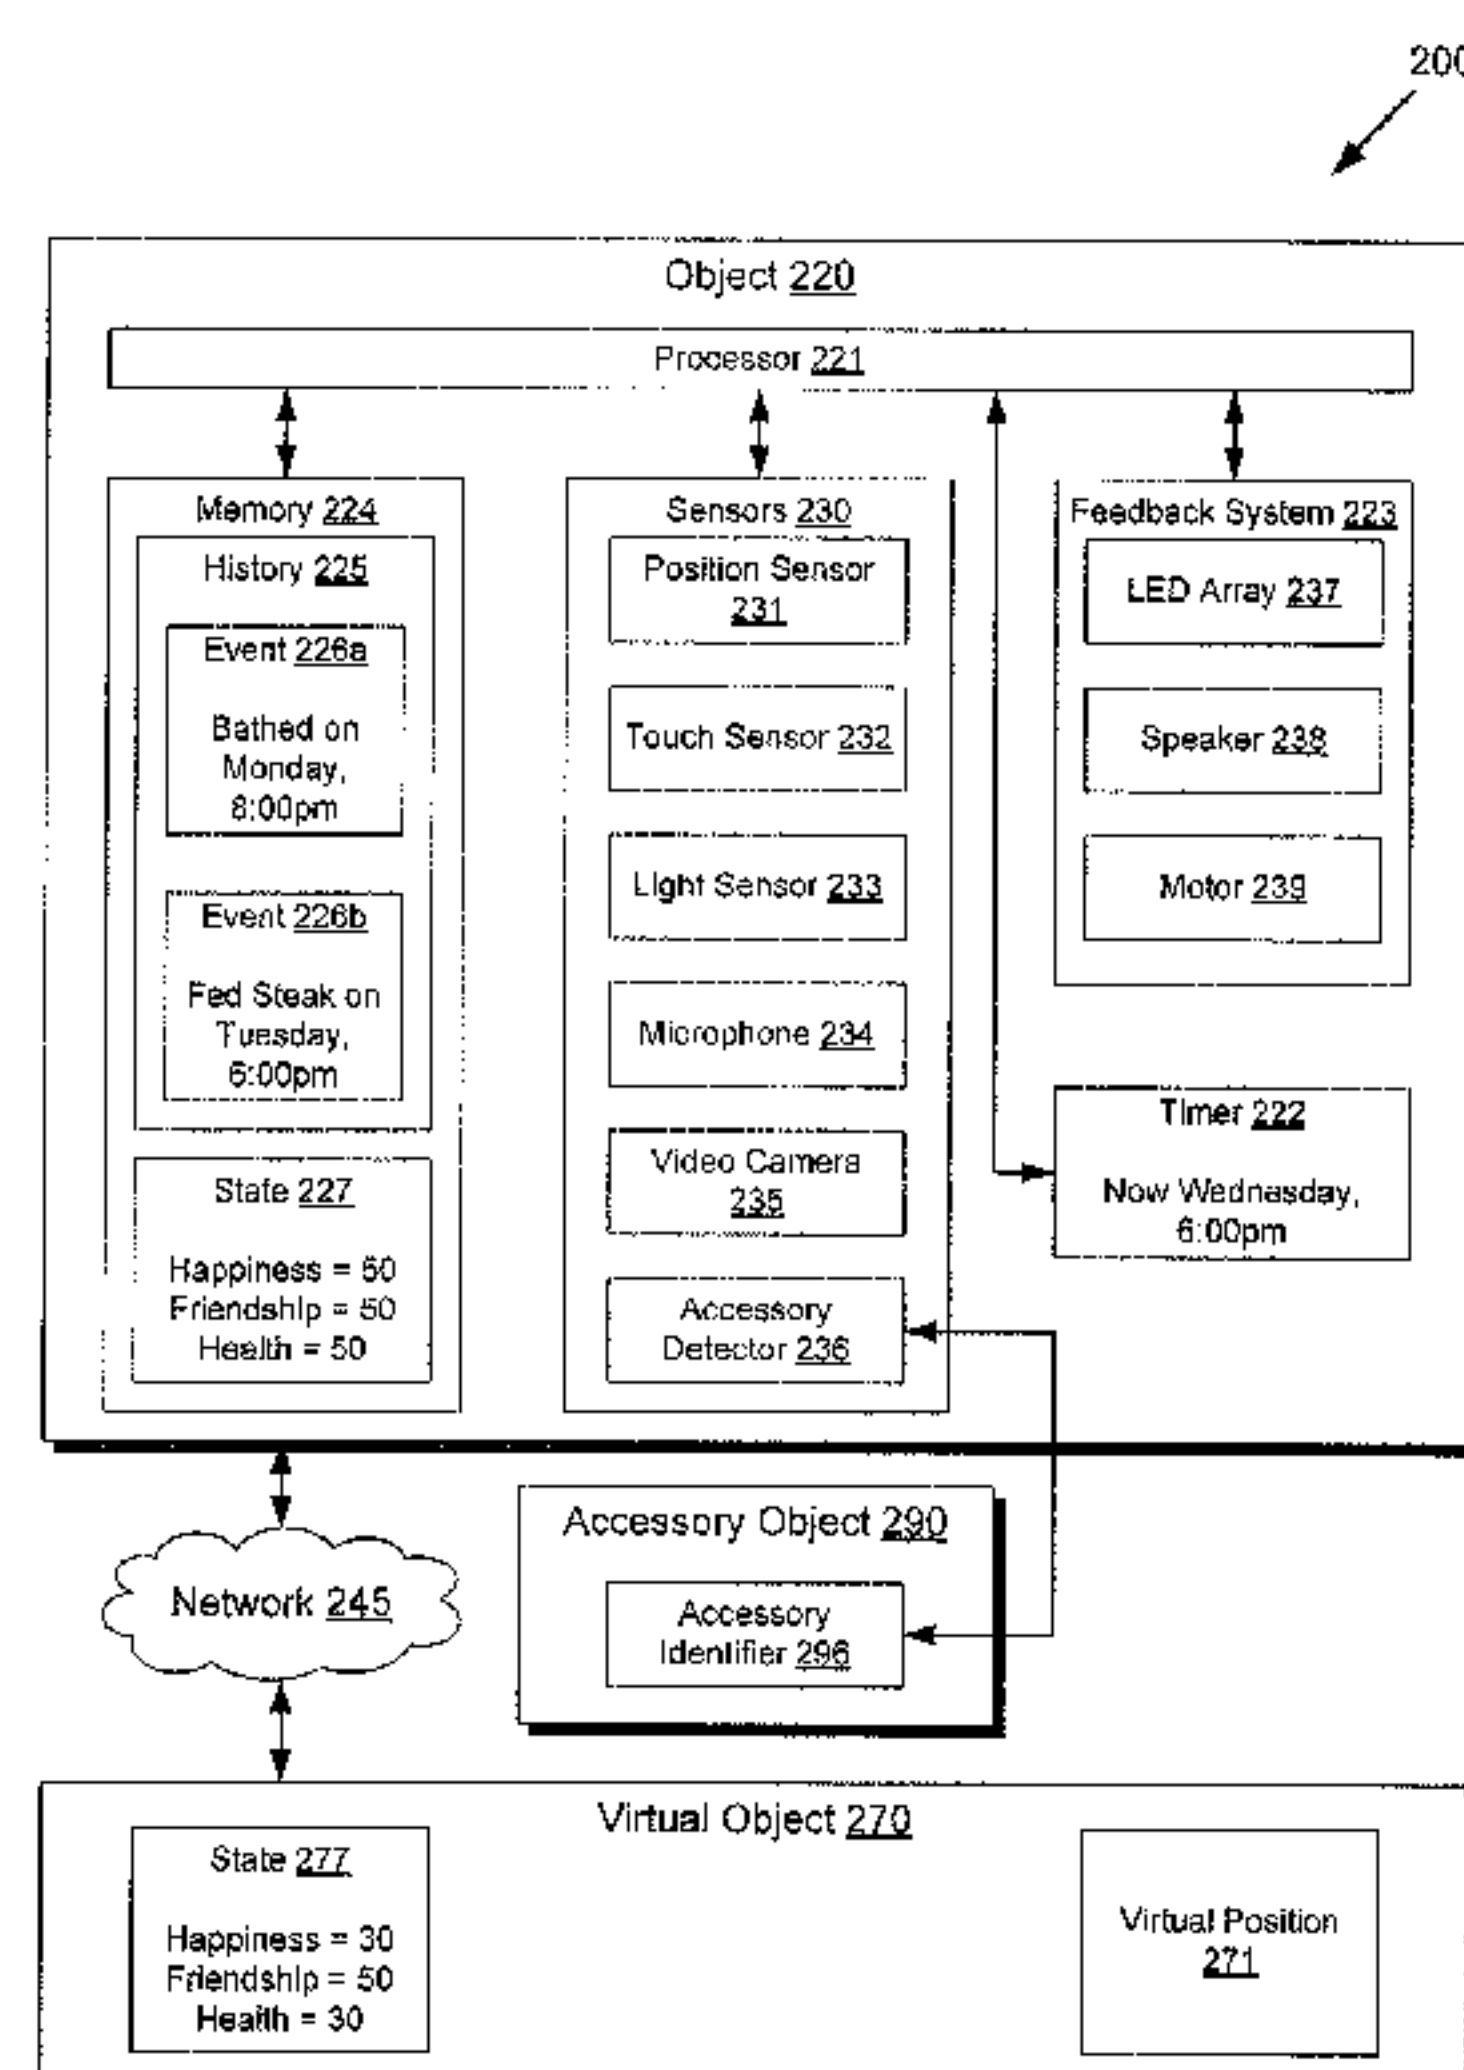 200
Object 220
Processor 221
Memory 224
History 225
Event 226a
Bathed on
Monday,
8:00pm
Event 226b
Fed Steak on
Tuesday,
6:00pm
State 227
Happiness = 50
Friendship = 50
Health = 50
Sensors 230
Position Sensor
231
Touch Sensor 232
Light Sensor 233
Microphone 234
Video Camera
235
Accessory
Detector 236
Feedback System 223
LED Array 237
Speaker 238
Motor 239
Timer 222
Now Wednesday,
6:00pm
Network 245
Accessory Object 290
Accessory
Identifier 296
Virtual Object 270
State 277
Happiness = 30
Friendship = 50
Health = 30
Virtual Position
271